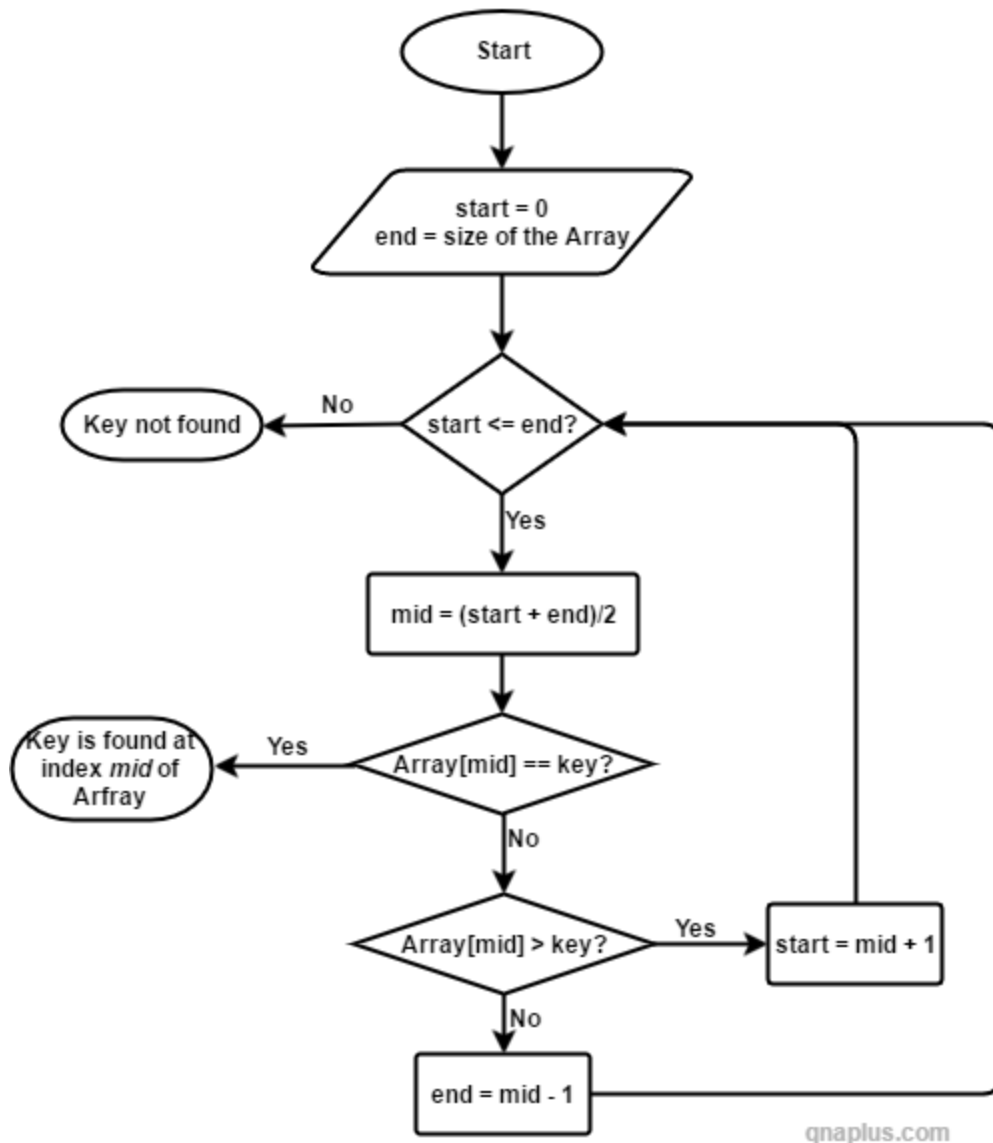 Start
start = 0
end = size of the Array
start <= end?
No
Key not found
Yes
mid = (start + end)/2
Array[mid] == key?
Yes
Key is found at
index mid of
Arfray
No
Array[mid] > key?
Yes
start = mid + 1
No
end = mid - 1
qnaplus.com